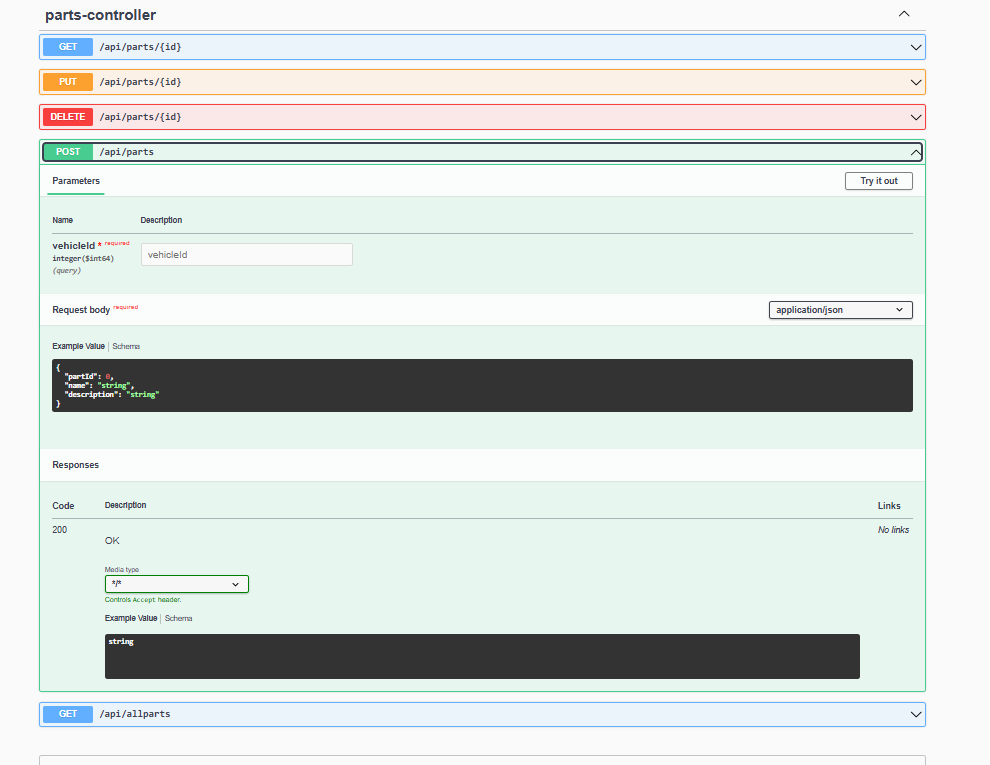 parts-controller
GET /api/parts/{id}
PUT /api/parts/{id}
DELETE /api/parts/{id}
POST /api/parts
Parameters Try it out
Name Description
vehicleId * required vehicleId
integer($int64)
(query)
Request body required application/json
Example Value | Schema
{
"partId": 0,
"name": "string",
"description": "string"
}
Responses
Code Description Links
200 No links
OK
Media type
*/*
Controls Accept header.
Example Value | Schema
string
GET /api/allparts